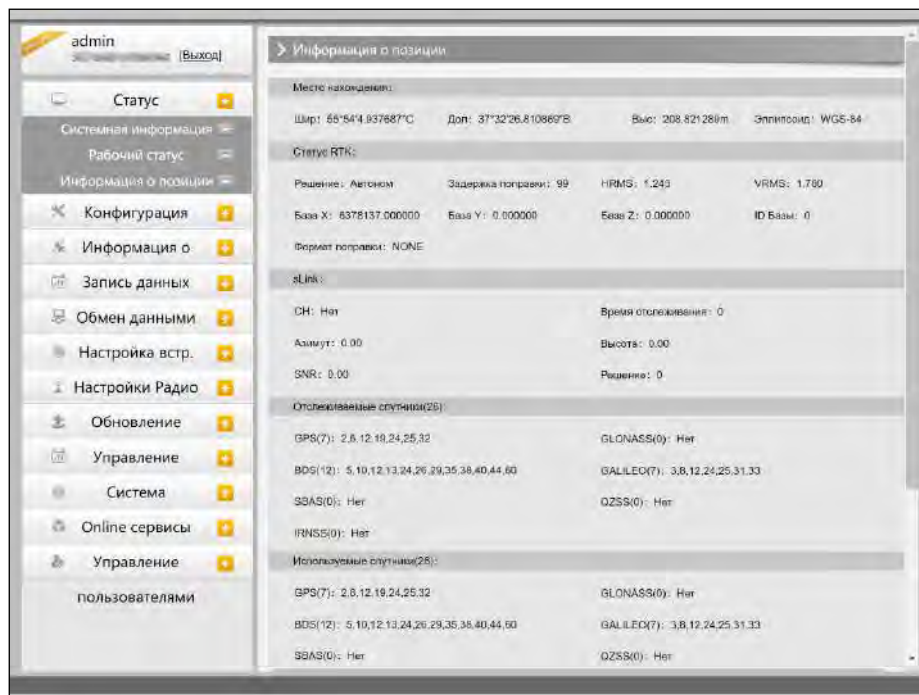 admin
[Выход]
Статус
Системная информация
Рабочий статус
Информация о позиции
Конфигурация
Информация о
Запись данных
Обмен данными
Настройка встр.
Настройки Радио
Обновление
Управление
Система
Online сервисы
Управление
пользователями
Информация о позиции
Место нахождения:
Шир: 55°54'4.937687"С Дол: 37°32'26.810869"В Выс: 208.821289m Эллипсоид: WGS-84
Статус RTK:
Решение: Автоном Задержка поправки: 99 HRMS: 1.245 VRMS: 1.760
База X: 6378137.000000 База Y: 0.000000 База Z: 0.000000 ID Базы: 0
Формат поправки: NONE
sLink:
CH: Нет Время отслеживания: 0
Азимут: 0.00 Высота: 0.00
SNR: 0.00 Решение: 0
Отслеживаемые спутники(26):
GPS(7): 2,6,12,19,24,25,32 GLONASS(0): Нет
BDS(12): 5,10,12,13,24,26,29,35,38,40,44,60 GALILEO(7): 3,8,12,24,25,31,33
SBAS(0): Нет QZSS(0): Нет
IRNSS(0): Нет
Используемые спутники(26):
GPS(7): 2,6,12,19,24,25,32 GLONASS(0): Нет
BDS(12): 5,10,12,13,24,26,29,35,38,40,44,60 GALILEO(7): 3,8,12,24,25,31,33
SBAS(0): Нет QZSS(0): Нет